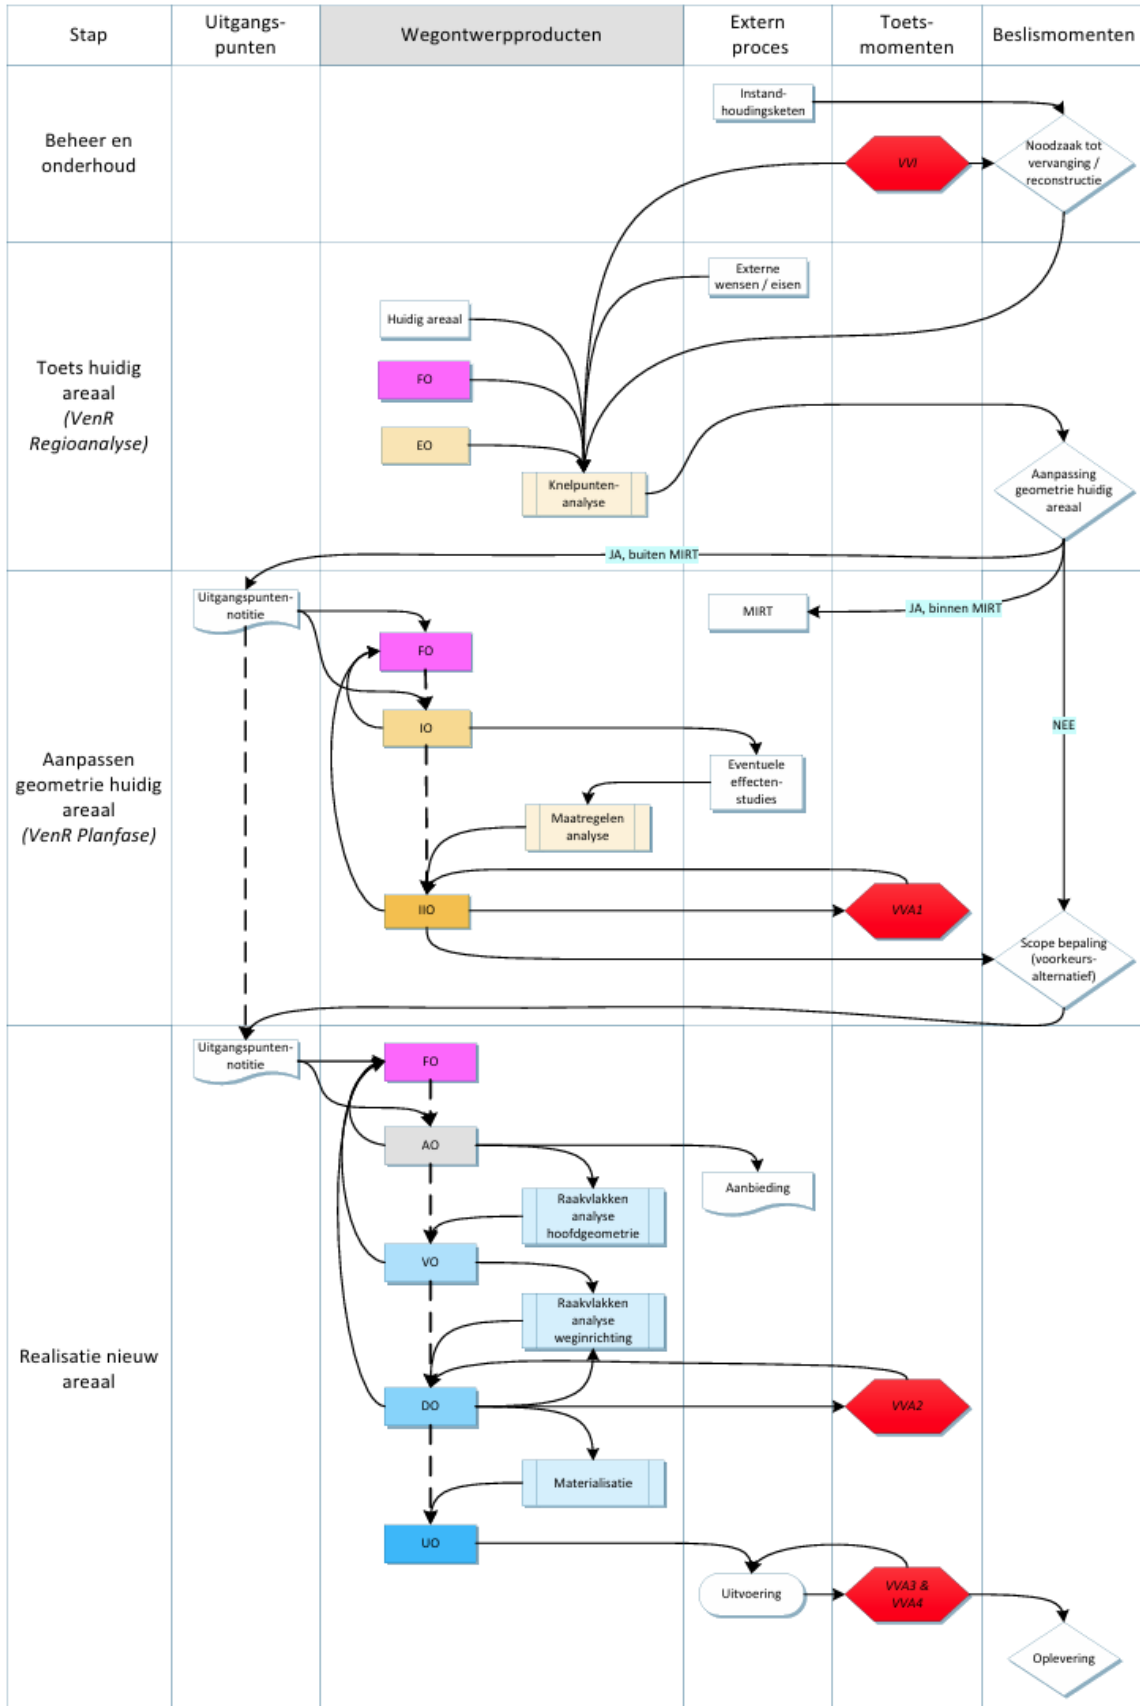 Stap
Uitgangs-
punten
Wegontwerpproducten
Extern
proces
Toets-
momenten
Beslismomenten
Beheer en
onderhoud
Instand-
houdingsketen
VVI
Noodzaak tot
vervanging /
reconstructie
Toets huidig
areaal
(VenR
Regioanalyse)
Externe
wensen / eisen
Huidig areaal
FO
EO
Knelpunten-
analyse
Aanpassing
geometrie huidig
areaal
JA, buiten MIRT
JA, binnen MIRT
NEE
Aanpassen
geometrie huidig
areaal
(VenR Planfase)
Uitgangspunten-
notitie
MIRT
FO
IO
Eventuele
effecten-
studies
Maatregelen
analyse
IIO
VVA1
Scope bepaling
(voorkeurs-
alternatief)
Realisatie nieuw
areaal
Uitgangspunten-
notitie
FO
AO
Aanbieding
Raakvlakken
analyse
hoofdgeometrie
VO
Raakvlakken
analyse
weginrichting
DO
VVA2
Materialisatie
UO
Uitvoering
VVA3 &
VVA4
Oplevering